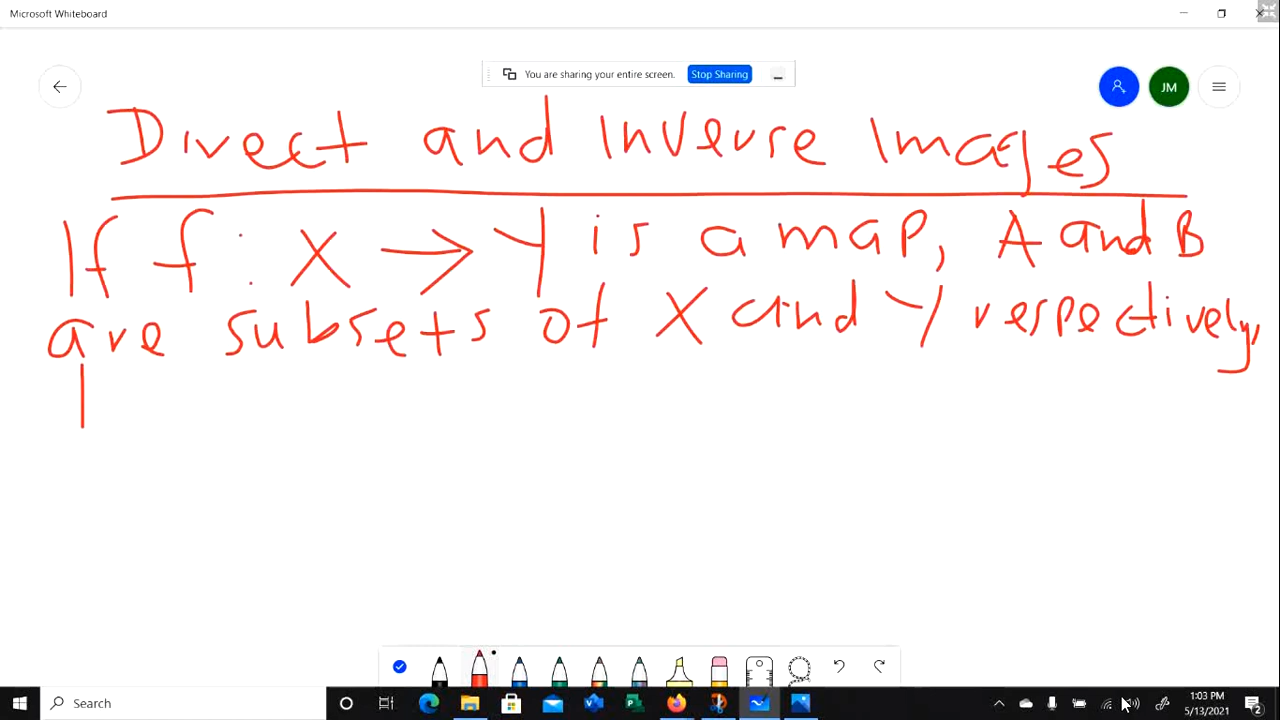 Microsoft Whiteboard
You are sharing your entire screen. Stop Sharing
JM
Direct and Inverse Images
If f : X → Y is a map, A and B
are subsets of X and Y respectively,
Search
1:03 PM
5/13/2021
2